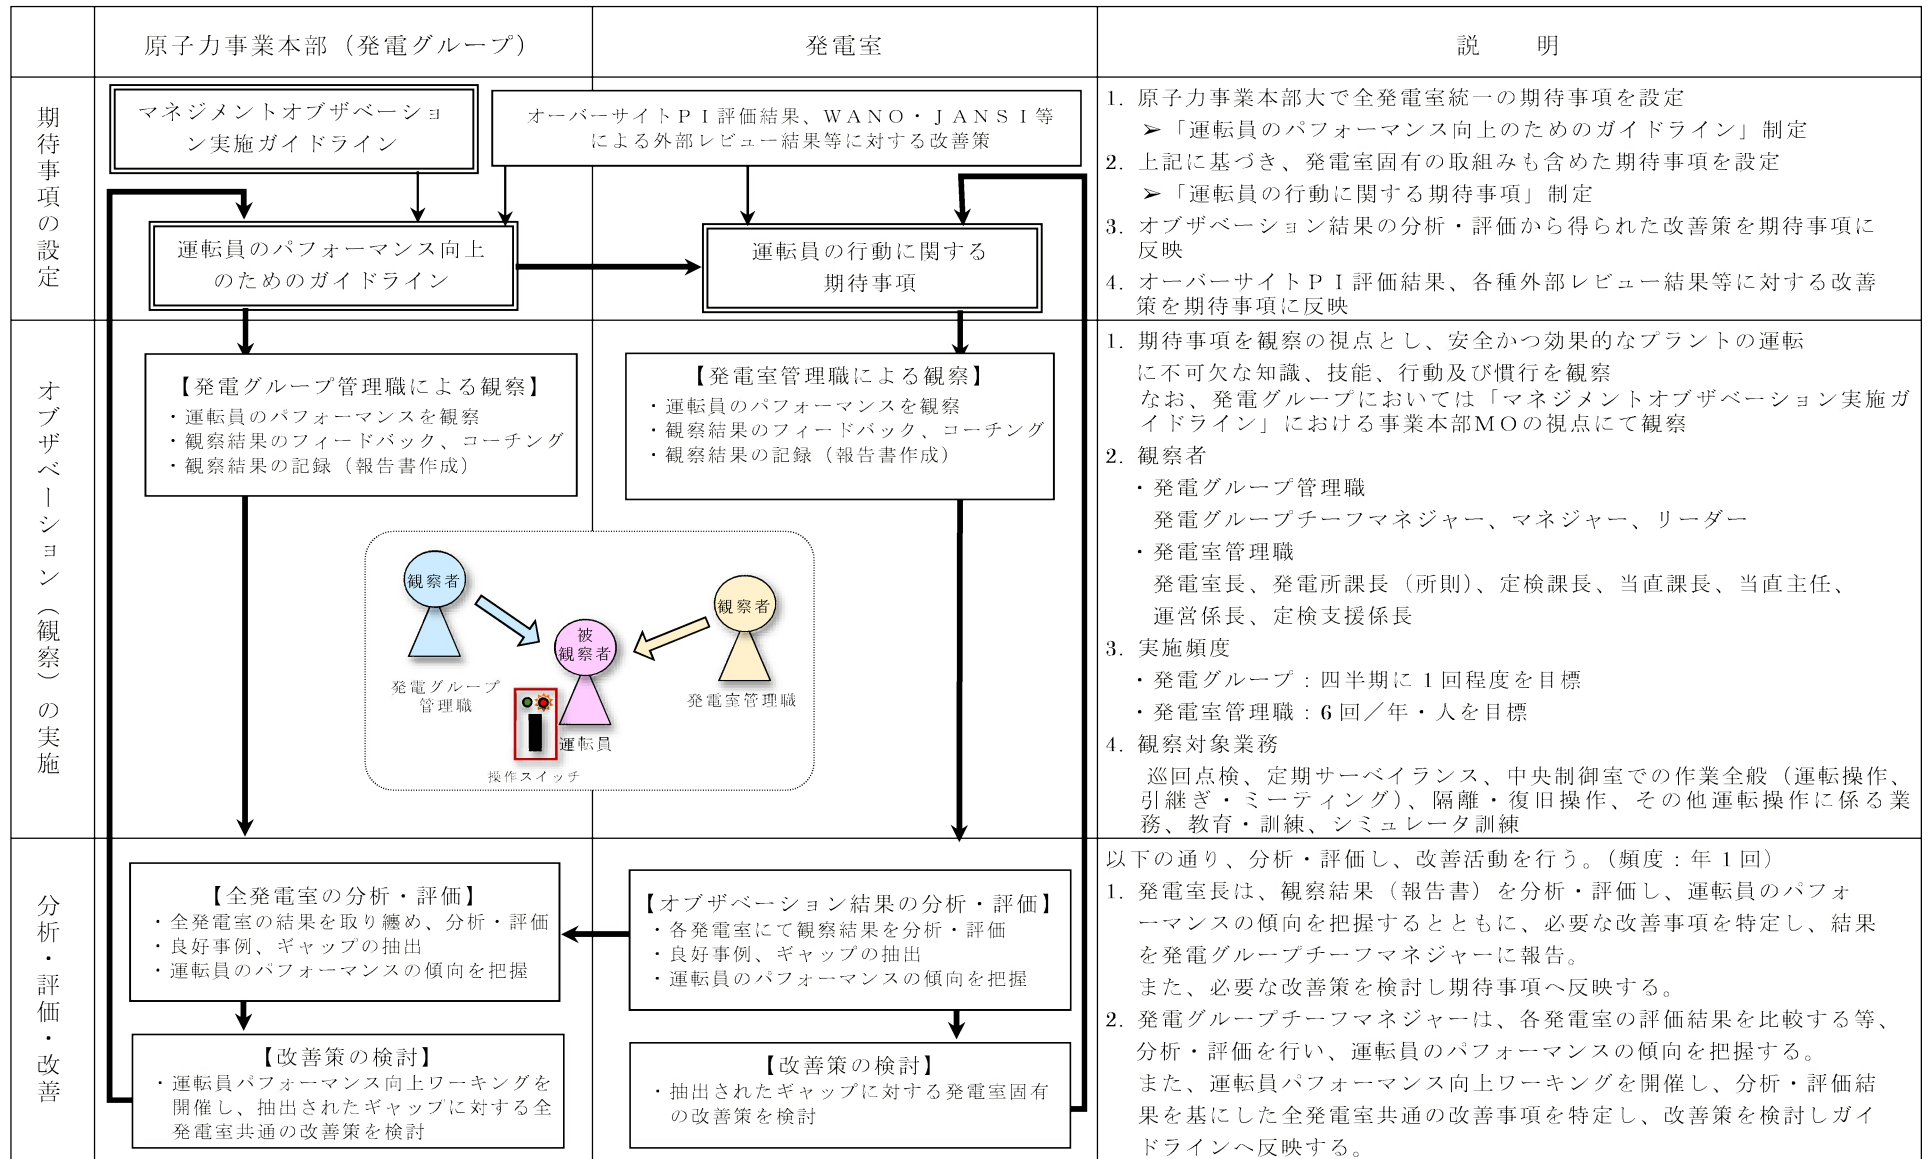 原子力事業本部（発電グループ）
発電室
説　　明
期待事項の設定
マネジメントオブザベーショ
ン実施ガイドライン
オーバーサイトＰＩ評価結果、ＷＡＮＯ・ＪＡＮＳＩ等
による外部レビュー結果等に対する改善策
運転員のパフォーマンス向上
のためのガイドライン
運転員の行動に関する
期待事項
1. 原子力事業本部大で全発電室統一の期待事項を設定
➢「運転員のパフォーマンス向上のためのガイドライン」制定
2. 上記に基づき、発電室固有の取組みも含めた期待事項を設定
➢「運転員の行動に関する期待事項」制定
3. オブザベーション結果の分析・評価から得られた改善策を期待事項に
反映
4. オーバーサイトＰＩ評価結果、各種外部レビュー結果等に対する改善
策を期待事項に反映
オブザベーション（観察）の実施
【発電グループ管理職による観察】
・運転員のパフォーマンスを観察
・観察結果のフィードバック、コーチング
・観察結果の記録（報告書作成）
【発電室管理職による観察】
・運転員のパフォーマンスを観察
・観察結果のフィードバック、コーチング
・観察結果の記録（報告書作成）
観察者
発電グループ
管理職
被
観察者
運転員
操作スイッチ
観察者
発電室管理職
1. 期待事項を観察の視点とし、安全かつ効果的なプラントの運転
に不可欠な知識、技能、行動及び慣行を観察
なお、発電グループにおいては「マネジメントオブザベーション実施ガ
イドライン」における事業本部MOの視点にて観察
2. 観察者
・発電グループ管理職
発電グループチーフマネジャー、マネジャー、リーダー
・発電室管理職
発電室長、発電所課長（所則）、定検課長、当直課長、当直主任、
運営係長、定検支援係長
3. 実施頻度
・発電グループ：四半期に１回程度を目標
・発電室管理職：6回／年・人を目標
4. 観察対象業務
巡回点検、定期サーベイランス、中央制御室での作業全般（運転操作、
引継ぎ・ミーティング）、隔離・復旧操作、その他運転操作に係る業
務、教育・訓練、シミュレータ訓練
分析・評価・改善
【全発電室の分析・評価】
・全発電室の結果を取り纏め、分析・評価
・良好事例、ギャップの抽出
・運転員のパフォーマンスの傾向を把握
【オブザベーション結果の分析・評価】
・各発電室にて観察結果を分析・評価
・良好事例、ギャップの抽出
・運転員のパフォーマンスの傾向を把握
【改善策の検討】
・運転員パフォーマンス向上ワーキングを
開催し、抽出されたギャップに対する全
発電室共通の改善策を検討
【改善策の検討】
・抽出されたギャップに対する発電室固有
の改善策を検討
以下の通り、分析・評価し、改善活動を行う。（頻度：年１回）
1. 発電室長は、観察結果（報告書）を分析・評価し、運転員のパフォ
ーマンスの傾向を把握するとともに、必要な改善事項を特定し、結果
を発電グループチーフマネジャーに報告。
また、必要な改善策を検討し期待事項へ反映する。
2. 発電グループチーフマネジャーは、各発電室の評価結果を比較する等、
分析・評価を行い、運転員のパフォーマンスの傾向を把握する。
また、運転員パフォーマンス向上ワーキングを開催し、分析・評価結
果を基にした全発電室共通の改善事項を特定し、改善策を検討しガイ
ドラインへ反映する。